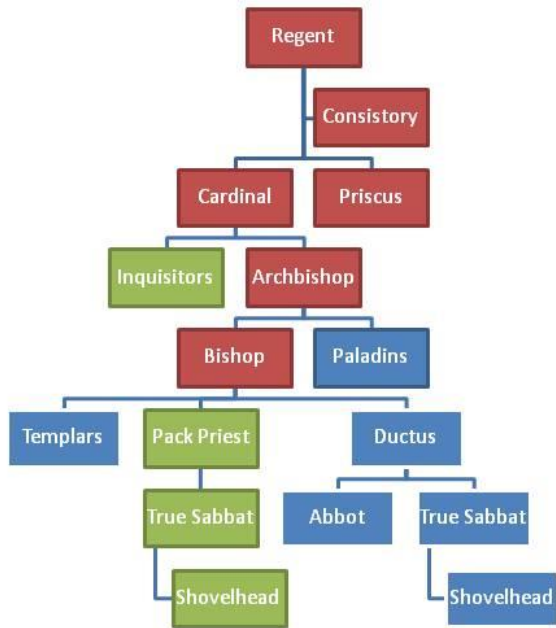 Regent
Consistory
Cardinal
Priscus
Inquisitors
Archbishop
Bishop
Paladins
Templars
Pack Priest
Ductus
True Sabbat
Abbot
True Sabbat
Shovelhead
Shovelhead